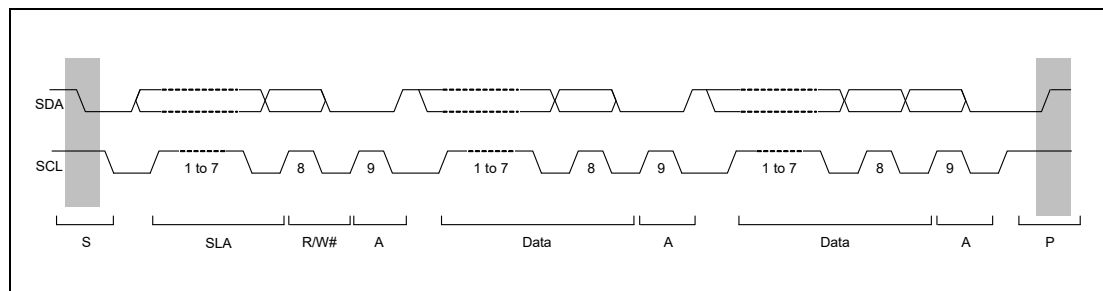 SDA
SCL
1 to 7 8 9 1 to 7 8 9 1 to 7 8 9
S SLA R/W# A Data A Data A P